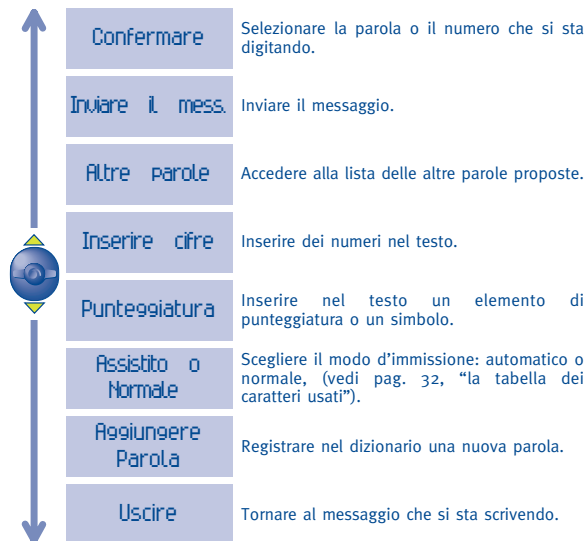 Confermare
Selezionare la parola o il numero che si sta
digitando.
Inviare il mess.
Inviare il messaggio.
Altre parole
Accedere alla lista delle altre parole proposte.
Inserire cifre
Inserire dei numeri nel testo.
Punteggiatura
Inserire nel testo un elemento di
punteggiatura o un simbolo.
Assistito o
Normale
Scegliere il modo d'immissione: automatico o
normale, (vedi pag. 32, “la tabella dei
caratteri usati”).
Aggiungere
Parola
Registrare nel dizionario una nuova parola.
Uscire
Tornare al messaggio che si sta scrivendo.